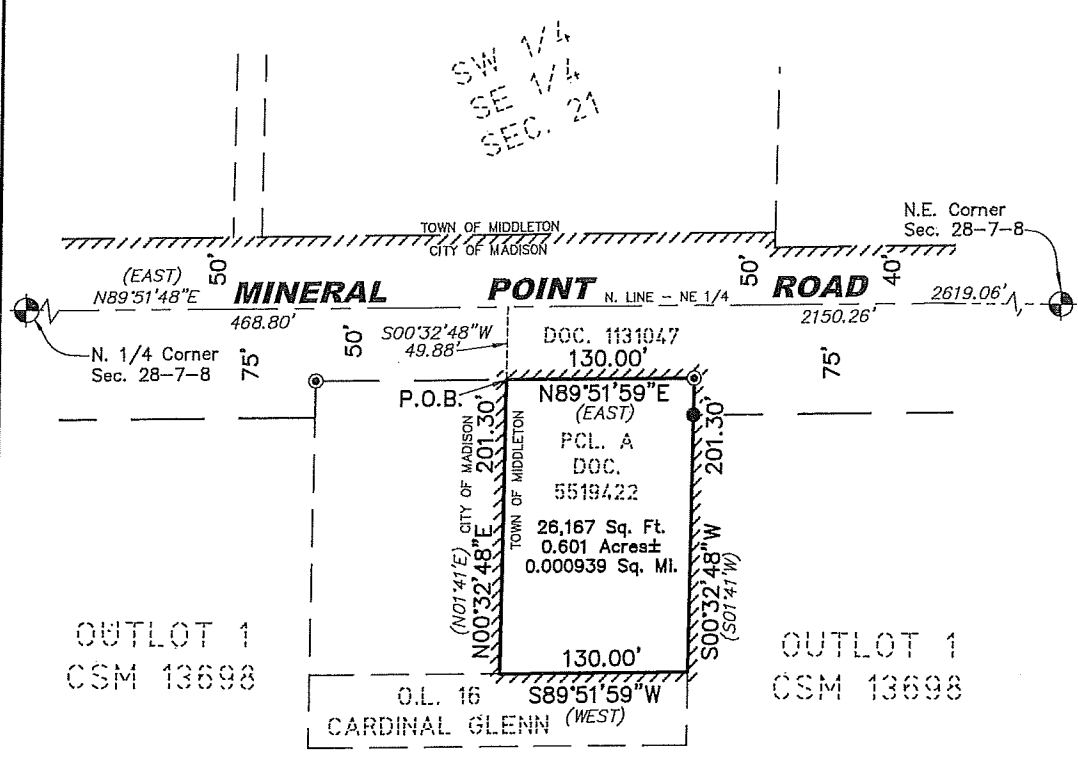 SW 1/4
SE 1/4
SEC. 21
N.E. Corner
Sec. 28-7-8
TOWN OF MIDDLETON
CITY OF MADISON
(EAST)
N89°51'48"E
50'
MINERAL POINT ROAD
N. LINE - NE 1/4
50'
40'
2619.06'
468.80'
2150.26'
N. 1/4 Corner
Sec. 28-7-8
75'
50'
S00°32'48"W
49.88'
DOC. 1131047
130.00'
75'
P.O.B.
N89°51'59"E
(EAST)
PCL. A
DOC.
5519422
26,167 Sq. Ft.
0.601 Acres±
0.000939 Sq. Mi.
201.30'
N00°32'48"E
(N01°41'E)
CITY OF MADISON
TOWN OF MIDDLETON
201.30'
S00°32'48"W
(S01°41'W)
OUTLOT 1
CSM 13698
OUTLOT 1
CSM 13698
130.00'
S89°51'59"W
(WEST)
O.L. 16
CARDINAL GLENN